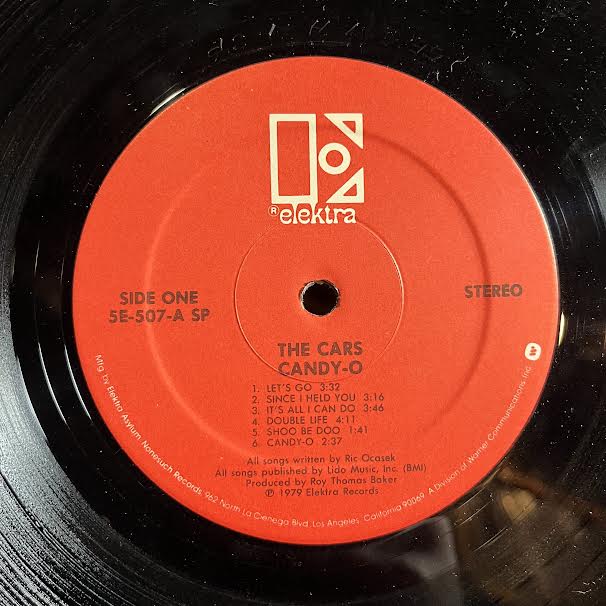 ® elektra
SIDE ONE
5E-507-A SP
STEREO
THE CARS
CANDY-O
1. LET'S GO 3:32
2. SINCE I HELD YOU 3:16
3. IT'S ALL I CAN DO 3:46
4. DOUBLE LIFE 4:11
5. SHOO BE DOO 1:41
6. CANDY-O 2:37
All songs written by Ric Ocasek
All songs published by Lido Music, Inc. (BMI)
Produced by Roy Thomas Baker
℗ 1979 Elektra Records
Mfg. by Elektra/Asylum/Nonesuch Records, 962 North La Cienega Blvd., Los Angeles, California 90069. A Division of Warner Communications Inc.